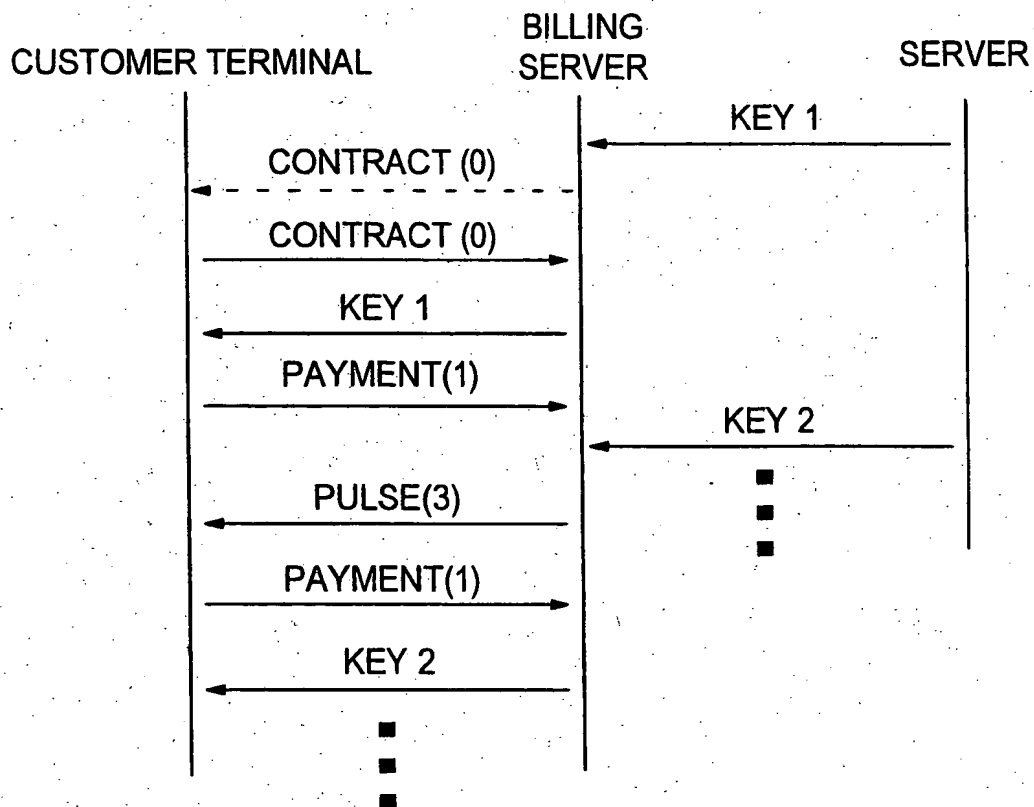 CUSTOMER TERMINAL
BILLING
SERVER
SERVER
KEY 1
CONTRACT (0)
CONTRACT (0)
KEY 1
PAYMENT(1)
KEY 2
PULSE(3)
PAYMENT(1)
KEY 2